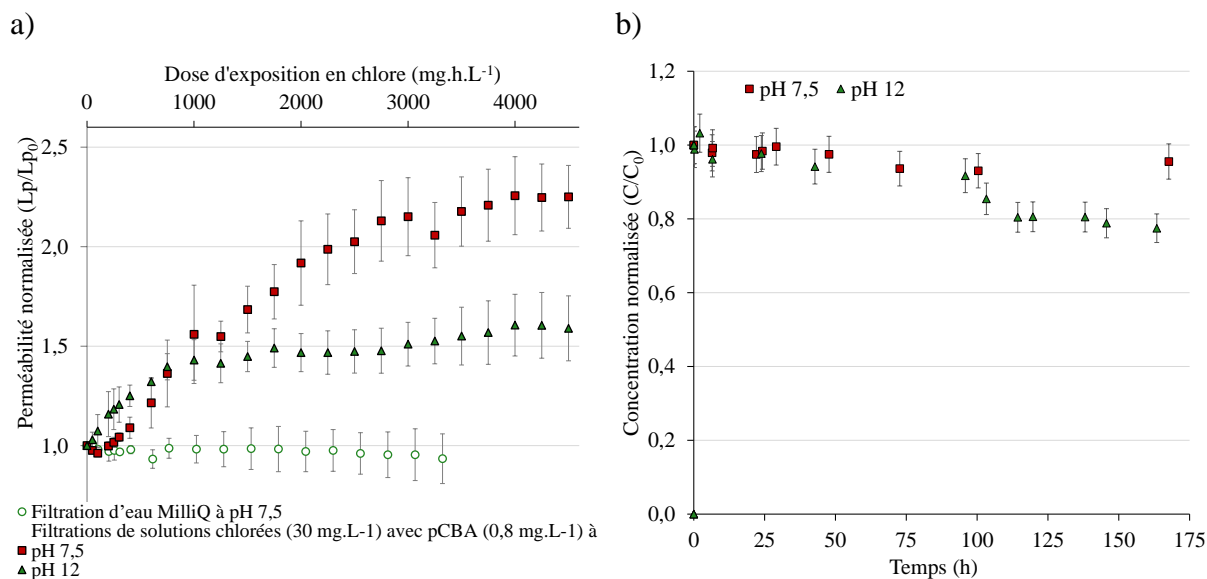 a)
Dose d'exposition en chlore (mg.h.L-1)
0 1000 2000 3000 4000
Perméabilité normalisée (Lp/Lp0)
2,5
2,0
1,5
1,0
Filtration d'eau MilliQ à pH 7,5
Filtrations de solutions chlorées (30 mg.L-1) avec pCBA (0,8 mg.L-1) à
pH 7,5
pH 12
b)
pH 7,5 pH 12
Concentration normalisée (C/C0)
1,2
1,0
0,8
0,6
0,4
0,2
0,0
0 25 50 75 100 125 150 175
Temps (h)